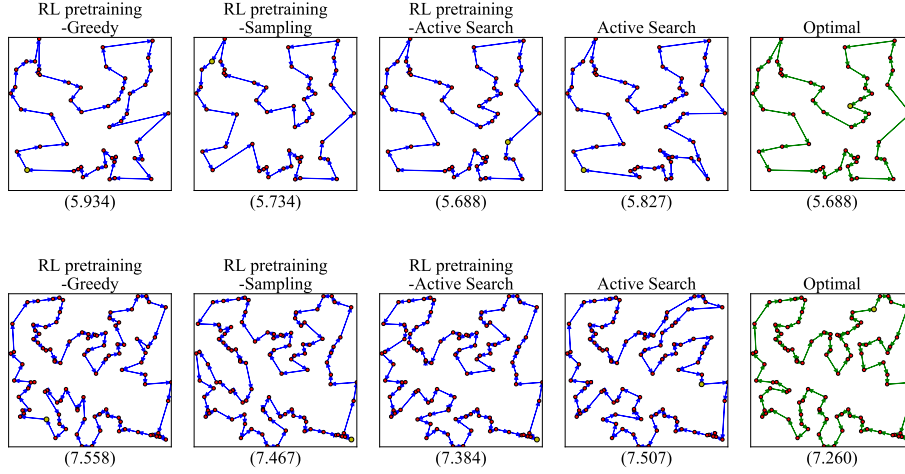 RL pretraining
-Greedy
RL pretraining
-Sampling
RL pretraining
-Active Search
Active Search
Optimal
(5.934)
(5.734)
(5.688)
(5.827)
(5.688)
RL pretraining
-Greedy
RL pretraining
-Sampling
RL pretraining
-Active Search
Active Search
Optimal
(7.558)
(7.467)
(7.384)
(7.507)
(7.260)